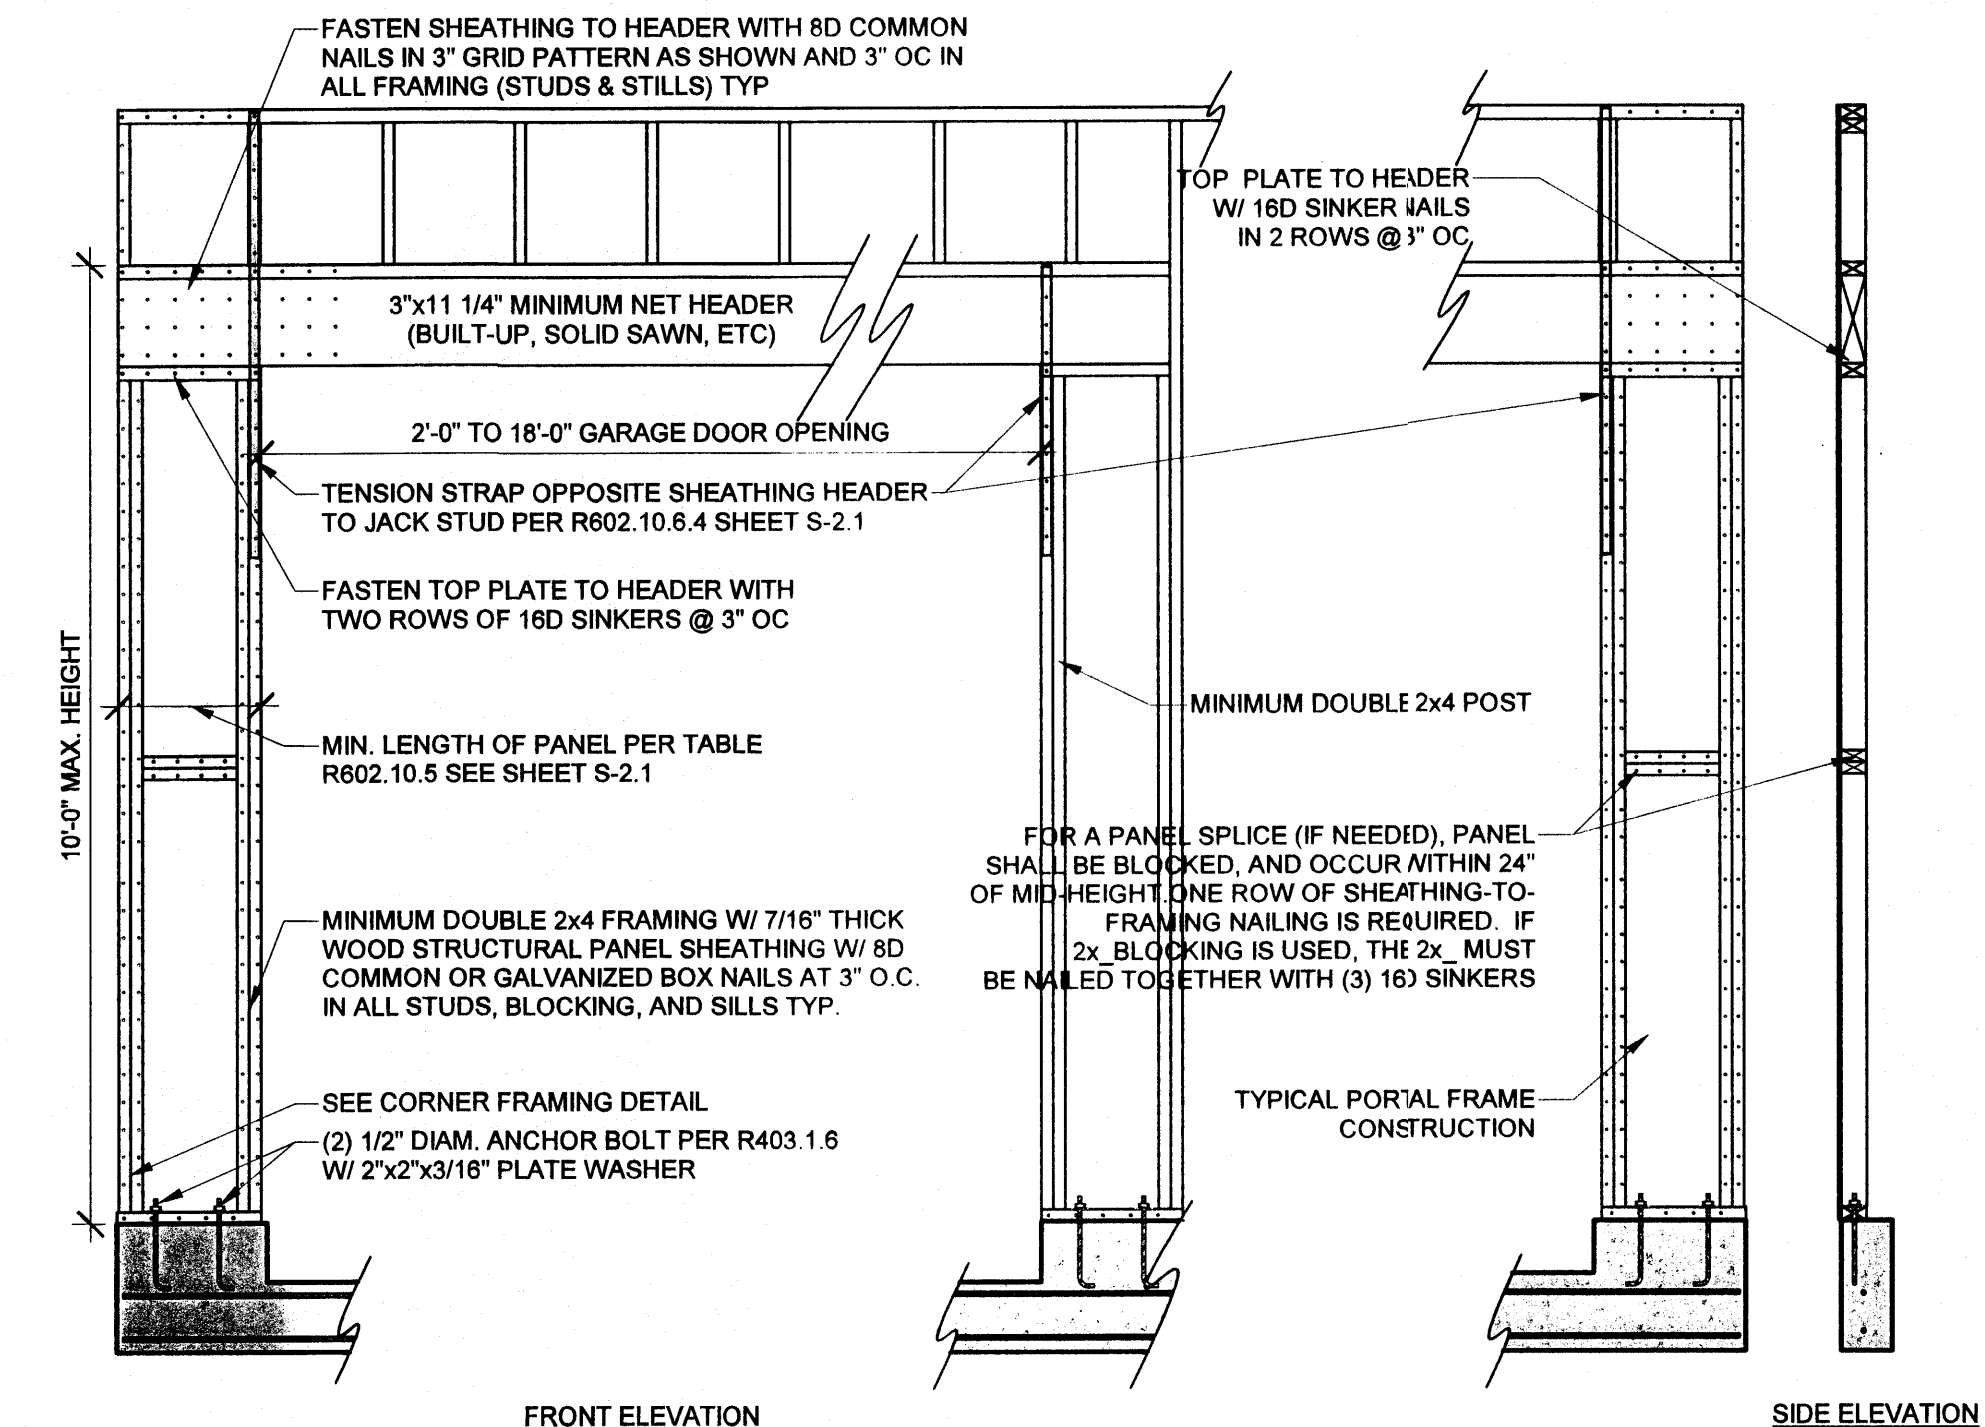 FASTEN SHEATHING TO HEADER WITH 8D COMMON
NAILS IN 3" GRID PATTERN AS SHOWN AND 3" OC IN
ALL FRAMING (STUDS & STILLS) TYP
TOP PLATE TO HEADER
W/ 16D SINKER NAILS
IN 2 ROWS @ 3" OC
3"x11 1/4" MINIMUM NET HEADER
(BUILT-UP, SOLID SAWN, ETC)
2'-0" TO 18'-0" GARAGE DOOR OPENING
TENSION STRAP OPPOSITE SHEATHING HEADER
TO JACK STUD PER R602.10.6.4 SHEET S-2.1
FASTEN TOP PLATE TO HEADER WITH
TWO ROWS OF 16D SINKERS @ 3" OC
10'-0" MAX. HEIGHT
MINIMUM DOUBLE 2x4 POST
MIN. LENGTH OF PANEL PER TABLE
R602.10.5 SEE SHEET S-2.1
FOR A PANEL SPLICE (IF NEEDED), PANEL
SHALL BE BLOCKED, AND OCCUR WITHIN 24"
OF MID-HEIGHT.ONE ROW OF SHEATHING-TO-
FRAMING NAILING IS REQUIRED. IF
2x_BLOCKING IS USED, THE 2x_ MUST
BE NAILED TOGETHER WITH (3) 16D SINKERS
MINIMUM DOUBLE 2x4 FRAMING W/ 7/16" THICK
WOOD STRUCTURAL PANEL SHEATHING W/ 8D
COMMON OR GALVANIZED BOX NAILS AT 3" O.C.
IN ALL STUDS, BLOCKING, AND SILLS TYP.
SEE CORNER FRAMING DETAIL
(2) 1/2" DIAM. ANCHOR BOLT PER R403.1.6
W/ 2"x2"x3/16" PLATE WASHER
TYPICAL PORTAL FRAME
CONSTRUCTION
FRONT ELEVATION
SIDE ELEVATION